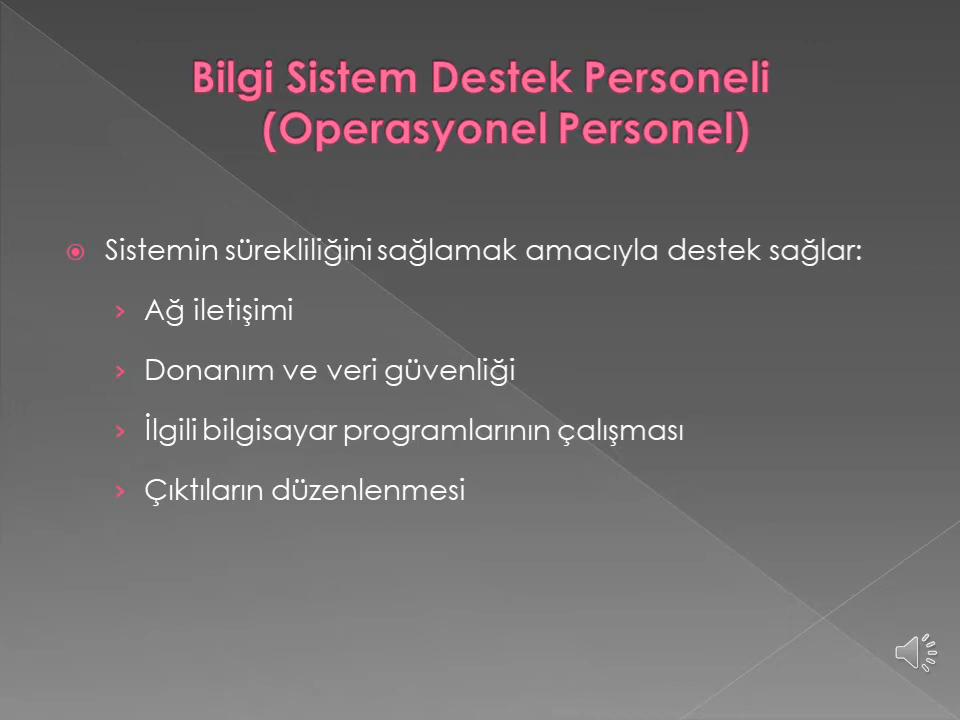 Bilgi Sistem Destek Personeli
(Operasyonel Personel)
Sistemin sürekliliğini sağlamak amacıyla destek sağlar:
Ağ iletişimi
Donanım ve veri güvenliği
İlgili bilgisayar programlarının çalışması
Çıktıların düzenlenmesi